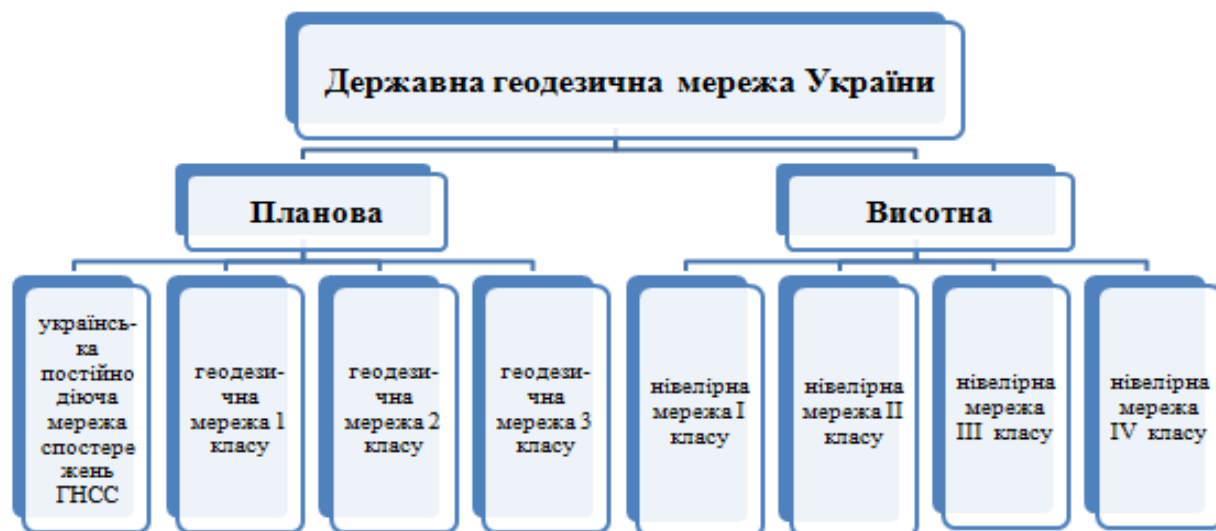 Державна геодезична мережа України
Планова
Висотна
українсь-
ка
постійно
діюча
мережа
спостере
жень
ГНСС
геодези-
чна
мережа 1
класу
геодези-
чна
мережа 2
класу
геодези-
чна
мережа 3
класу
нівелірна
мережа I
класу
нівелірна
мережа II
класу
нівелірна
мережа
III класу
нівелірна
мережа
IV класу